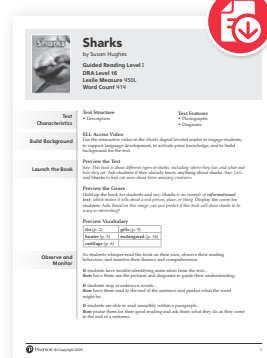 Sharks
Sharks
by Susan Hughes
Guided Reading Level I
DRA Level 16
Lexile Measure 450L
Word Count 414
Text Characteristics
Text Structure
• Description
Text Features
• Photographs
• Diagrams
Build Background
ELL Access Video
Use the interactive video in the Sharks digital leveled reader to engage students,
to support language development, to activate prior knowledge, and to build
background for the text.
Launch the Book
Preview the Text
Say: This book is about different types of sharks, including where they live, and what and
how they eat. Ask students if they already know anything about sharks. Say: Let's
read Sharks to find out more about these amazing creatures.
Preview the Genre
Hold up the book for students and say: Sharks is an example of informational
text, which means it tells about a real person, place, or thing. Display the cover for
students. Ask: Based on this image, can you predict if this book will show sharks to be
scary or interesting?
Preview Vocabulary
fin (p. 2)
gills (p. 9)
hunter (p. 3)
endangered (p. 16)
cartilage (p. 6)
Observe and Monitor
As students whisper-read the book on their own, observe their reading
behaviors, and monitor their fluency and comprehension.
If students have trouble identifying main ideas from the text...
then have them use the pictures and diagrams to guide their understanding.
If students stop at unknown words...
then have them read to the end of the sentence and predict what the word
might be.
If students are able to read smoothly within a paragraph...
then praise them for their good reading and ask them what they do as they come
to the end of a sentence.
Pearson © Copyright 2020
1